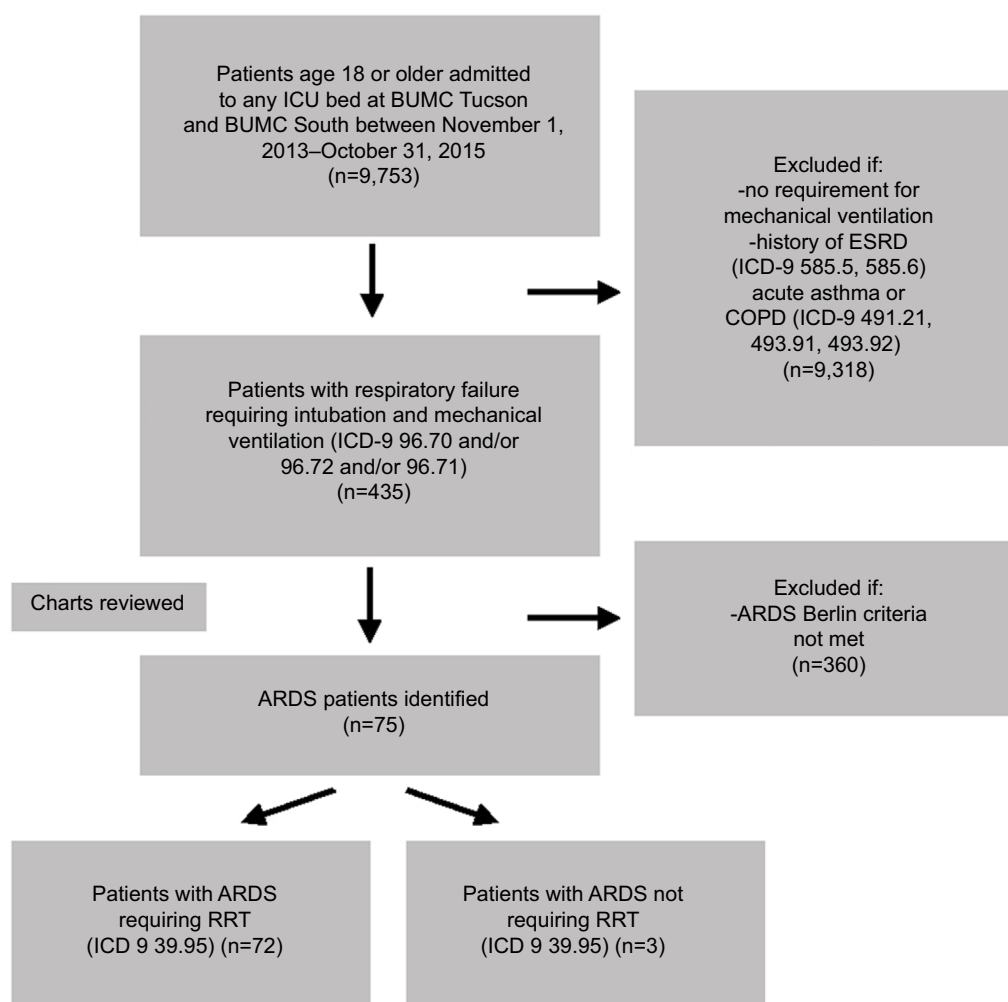 Patients age 18 or older admitted
to any ICU bed at BUMC Tucson
and BUMC South between November 1,
2013–October 31, 2015
(n=9,753)
Excluded if:
-no requirement for
mechanical ventilation
-history of ESRD
(ICD-9 585.5, 585.6)
acute asthma or
COPD (ICD-9 491.21,
493.91, 493.92)
(n=9,318)
Patients with respiratory failure
requiring intubation and mechanical
ventilation (ICD-9 96.70 and/or
96.72 and/or 96.71)
(n=435)
Charts reviewed
Excluded if:
-ARDS Berlin criteria
not met
(n=360)
ARDS patients identified
(n=75)
Patients with ARDS
requiring RRT
(ICD 9 39.95) (n=72)
Patients with ARDS not
requiring RRT
(ICD 9 39.95) (n=3)